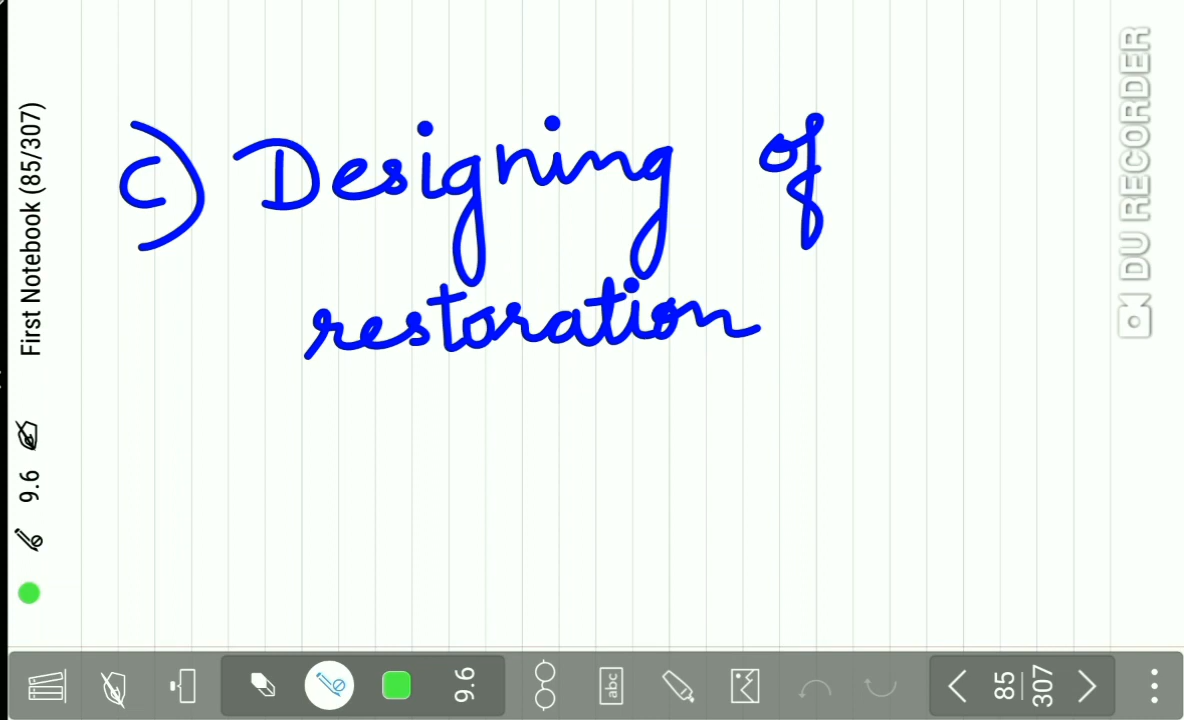 c) Designing of
restoration
First Notebook (85/307)
9.6
DU RECORDER
9.6
abc
85
307